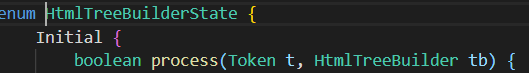 enum HtmlTreeBuilderState {
Initial {
boolean process(Token t, HtmlTreeBuilder tb) {